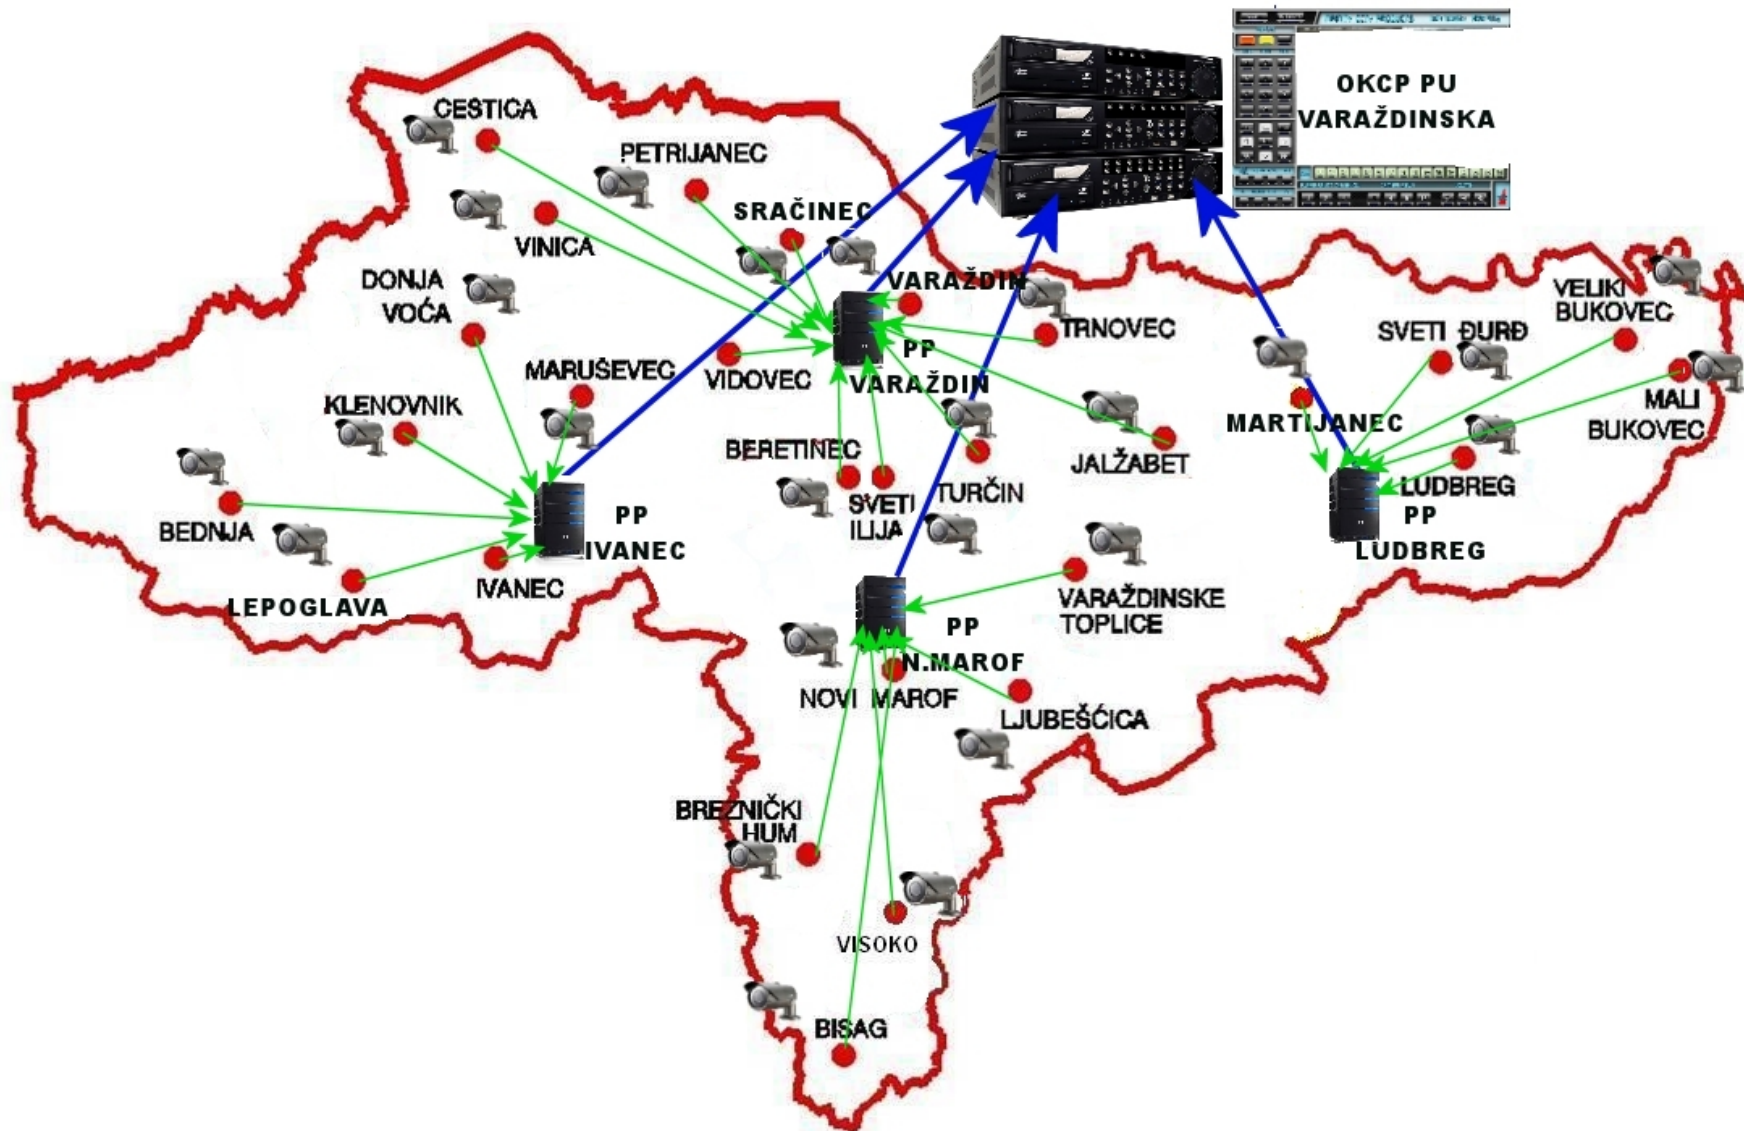 OKCP PU
VARAŽDINSKA
CESTICA
PETRIJANEC
SRAČINEC
VINICA
DONJA
VOĆA
VARAŽDIN
TRNOVEC
VELIKI
BUKOVEC
SVETI ĐURĐ
PP
VARAŽDIN
VIDOVEC
MARUŠEVEC
KLENOVNIK
MARTIJANEC
MALI
BUKOVEC
BERETINEC
JALŽABET
SVETI
ILIJA
TURČIN
LUDBREG
PP
LUDBREG
BEDNJA
PP
IVANEC
IVANEC
LEPOGLAVA
VARAŽDINSKE
TOPLICE
PP
N.MAROF
NOVI MAROF
LJUBEŠĆICA
BREZNIČKI
HUM
VISOKO
BISAG